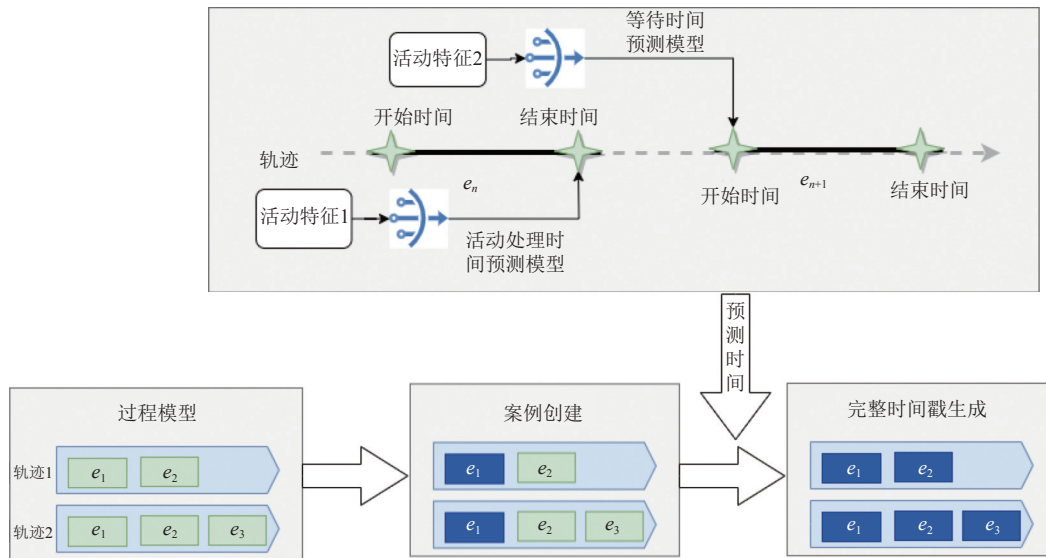 等待时间
预测模型
活动特征2
开始时间
结束时间
轨迹
eₙ
eₙ₊₁
开始时间
结束时间
活动特征1
活动处理时
间预测模型
预
测
时
间
过程模型
案例创建
完整时间戳生成
轨迹1
e₁
e₂
e₁
e₂
e₁
e₂
轨迹2
e₁
e₂
e₃
e₁
e₂
e₃
e₁
e₂
e₃